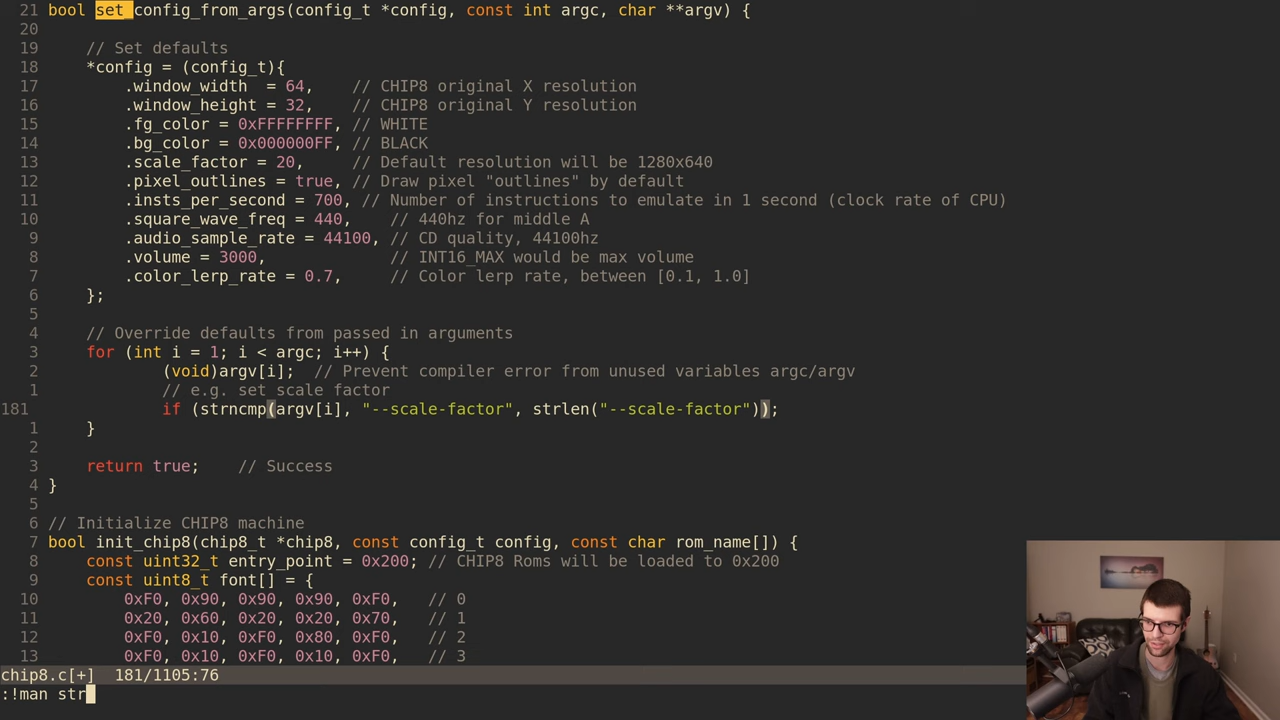 21 bool set_config_from_args(config_t *config, const int argc, char **argv) {
20
19     // Set defaults
18     *config = (config_t){
17         .window_width  = 64,    // CHIP8 original X resolution
16         .window_height = 32,    // CHIP8 original Y resolution
15         .fg_color = 0xFFFFFFFF, // WHITE
14         .bg_color = 0x000000FF, // BLACK
13         .scale_factor = 20,     // Default resolution will be 1280x640
12         .pixel_outlines = true, // Draw pixel "outlines" by default
11         .insts_per_second = 700, // Number of instructions to emulate in 1 second (clock rate of CPU)
10         .square_wave_freq = 440,    // 440hz for middle A
9         .audio_sample_rate = 44100, // CD quality, 44100hz
8         .volume = 3000,             // INT16_MAX would be max volume
7         .color_lerp_rate = 0.7,     // Color lerp rate, between [0.1, 1.0]
6     };
5
4     // Override defaults from passed in arguments
3     for (int i = 1; i < argc; i++) {
2             (void)argv[i];  // Prevent compiler error from unused variables argc/argv
1             // e.g. set scale factor
181             if (strncmp(argv[i], "--scale-factor", strlen("--scale-factor"));
1     }
2
3     return true;    // Success
4 }
5
6 // Initialize CHIP8 machine
7 bool init_chip8(chip8_t *chip8, const config_t config, const char rom_name[]) {
8     const uint32_t entry_point = 0x200; // CHIP8 Roms will be loaded to 0x200
9     const uint8_t font[] = {
10         0xF0, 0x90, 0x90, 0x90, 0xF0,   // 0
11         0x20, 0x60, 0x20, 0x20, 0x70,   // 1
12         0xF0, 0x10, 0xF0, 0x80, 0xF0,   // 2
13         0xF0, 0x10, 0xF0, 0x10, 0xF0,   // 3
chip8.c[+]  181/1105:76
:!man str